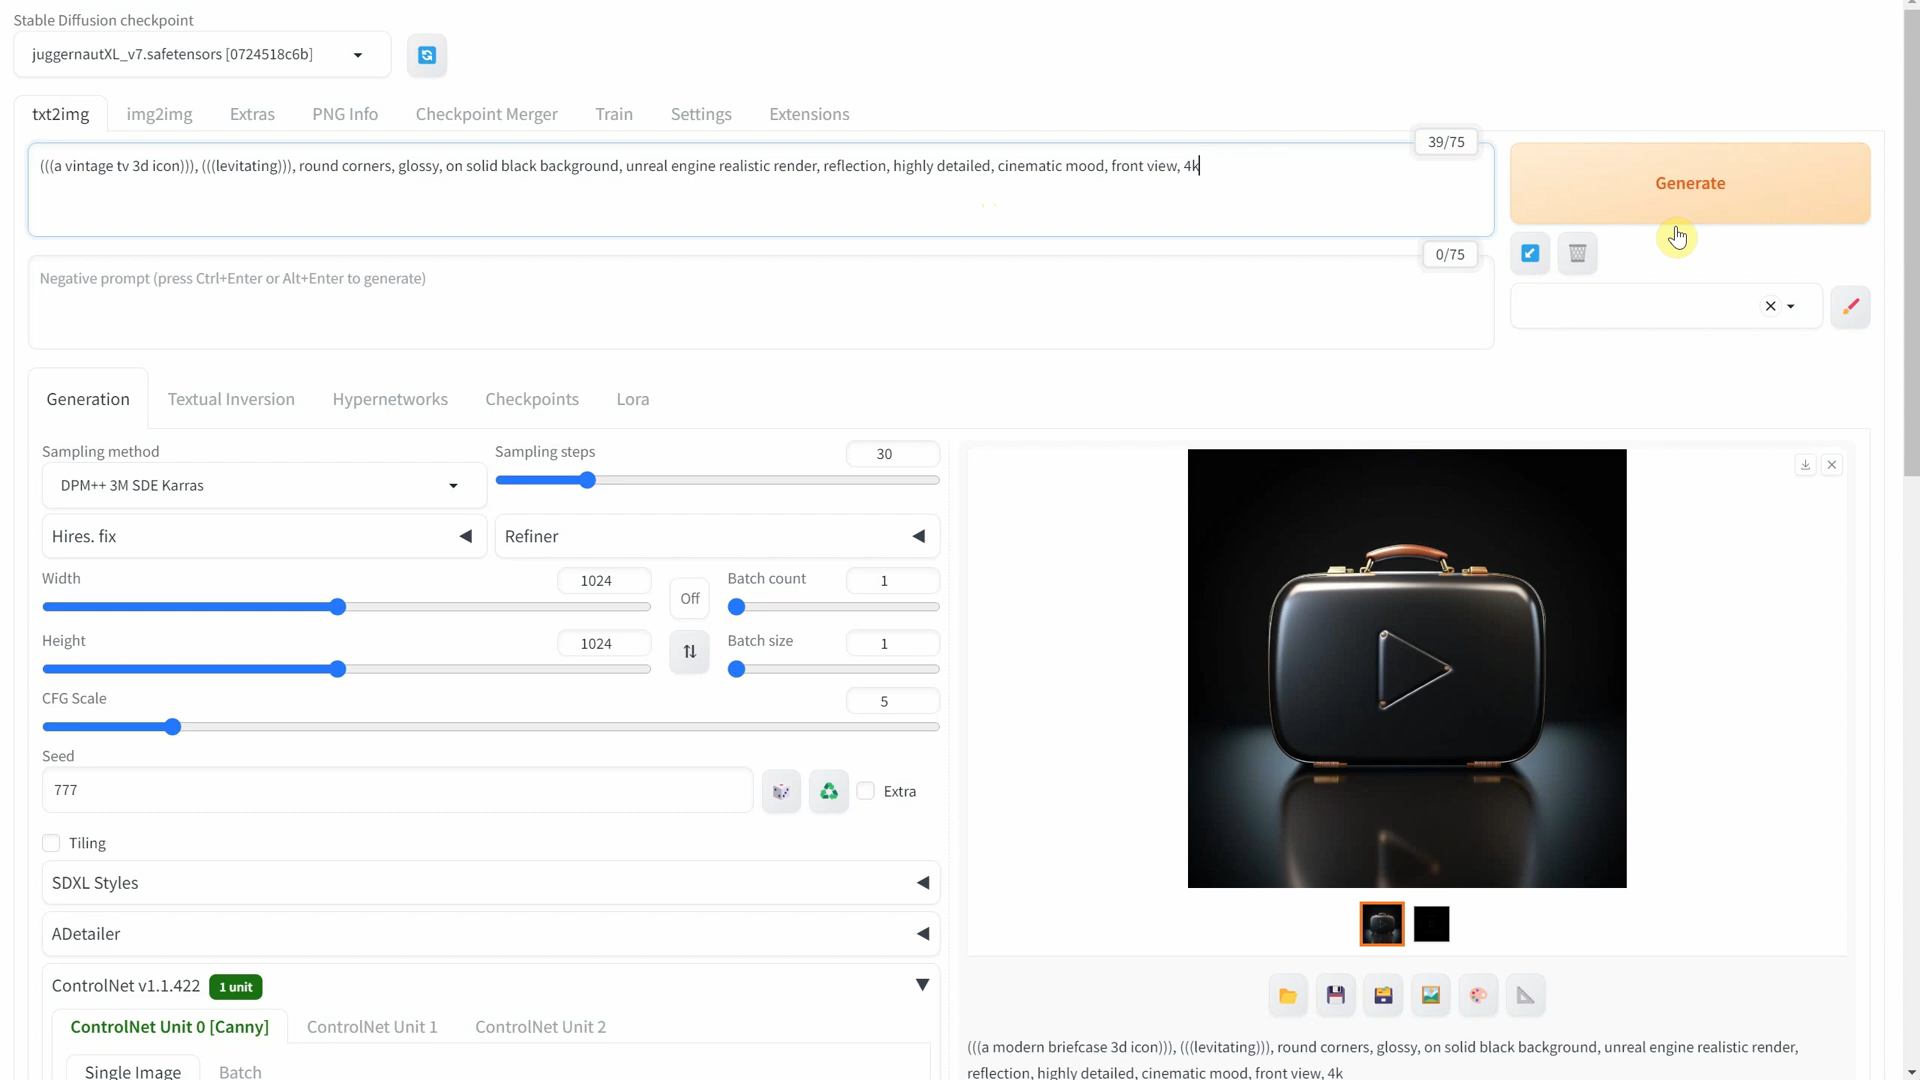 Stable Diffusion checkpoint
juggernautXL_v7.safetensors [0724518c6b]
txt2img img2img Extras PNG Info Checkpoint Merger Train Settings Extensions
39/75
(((a vintage tv 3d icon))), (((levitating))), round corners, glossy, on solid black background, unreal engine realistic render, reflection, highly detailed, cinematic mood, front view, 4k
Generate
0/75
Negative prompt (press Ctrl+Enter or Alt+Enter to generate)
Generation Textual Inversion Hypernetworks Checkpoints Lora
Sampling method
DPM++ 3M SDE Karras
Sampling steps 30
Hires. fix
Refiner
Width 1024
Off
Batch count 1
Height 1024
Batch size 1
CFG Scale 5
Seed
777
Extra
Tiling
SDXL Styles
ADetailer
ControlNet v1.1.422 1 unit
ControlNet Unit 0 [Canny] ControlNet Unit 1 ControlNet Unit 2
Single Image Batch
(((a modern briefcase 3d icon))), (((levitating))), round corners, glossy, on solid black background, unreal engine realistic render,
reflection, highly detailed, cinematic mood, front view, 4k